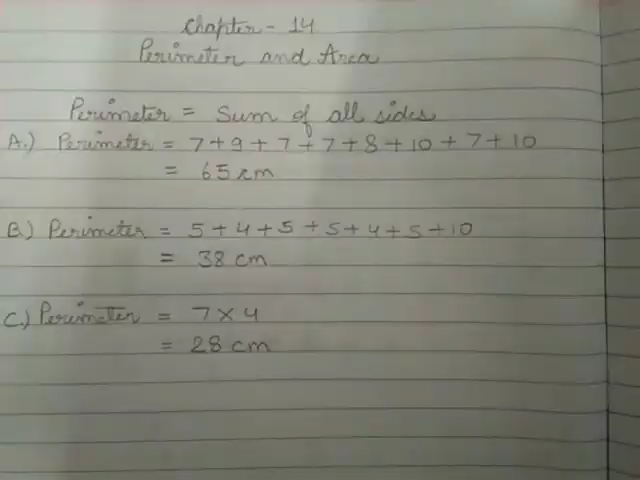 Chapter - 14
Perimeter and Area
Perimeter = Sum of all sides
A.) Perimeter = 7+9+7+7+8+10+7+10
= 65 cm
B.) Perimeter = 5+4+5+5+4+5+10
= 38 cm
C.) Perimeter = 7×4
= 28 cm